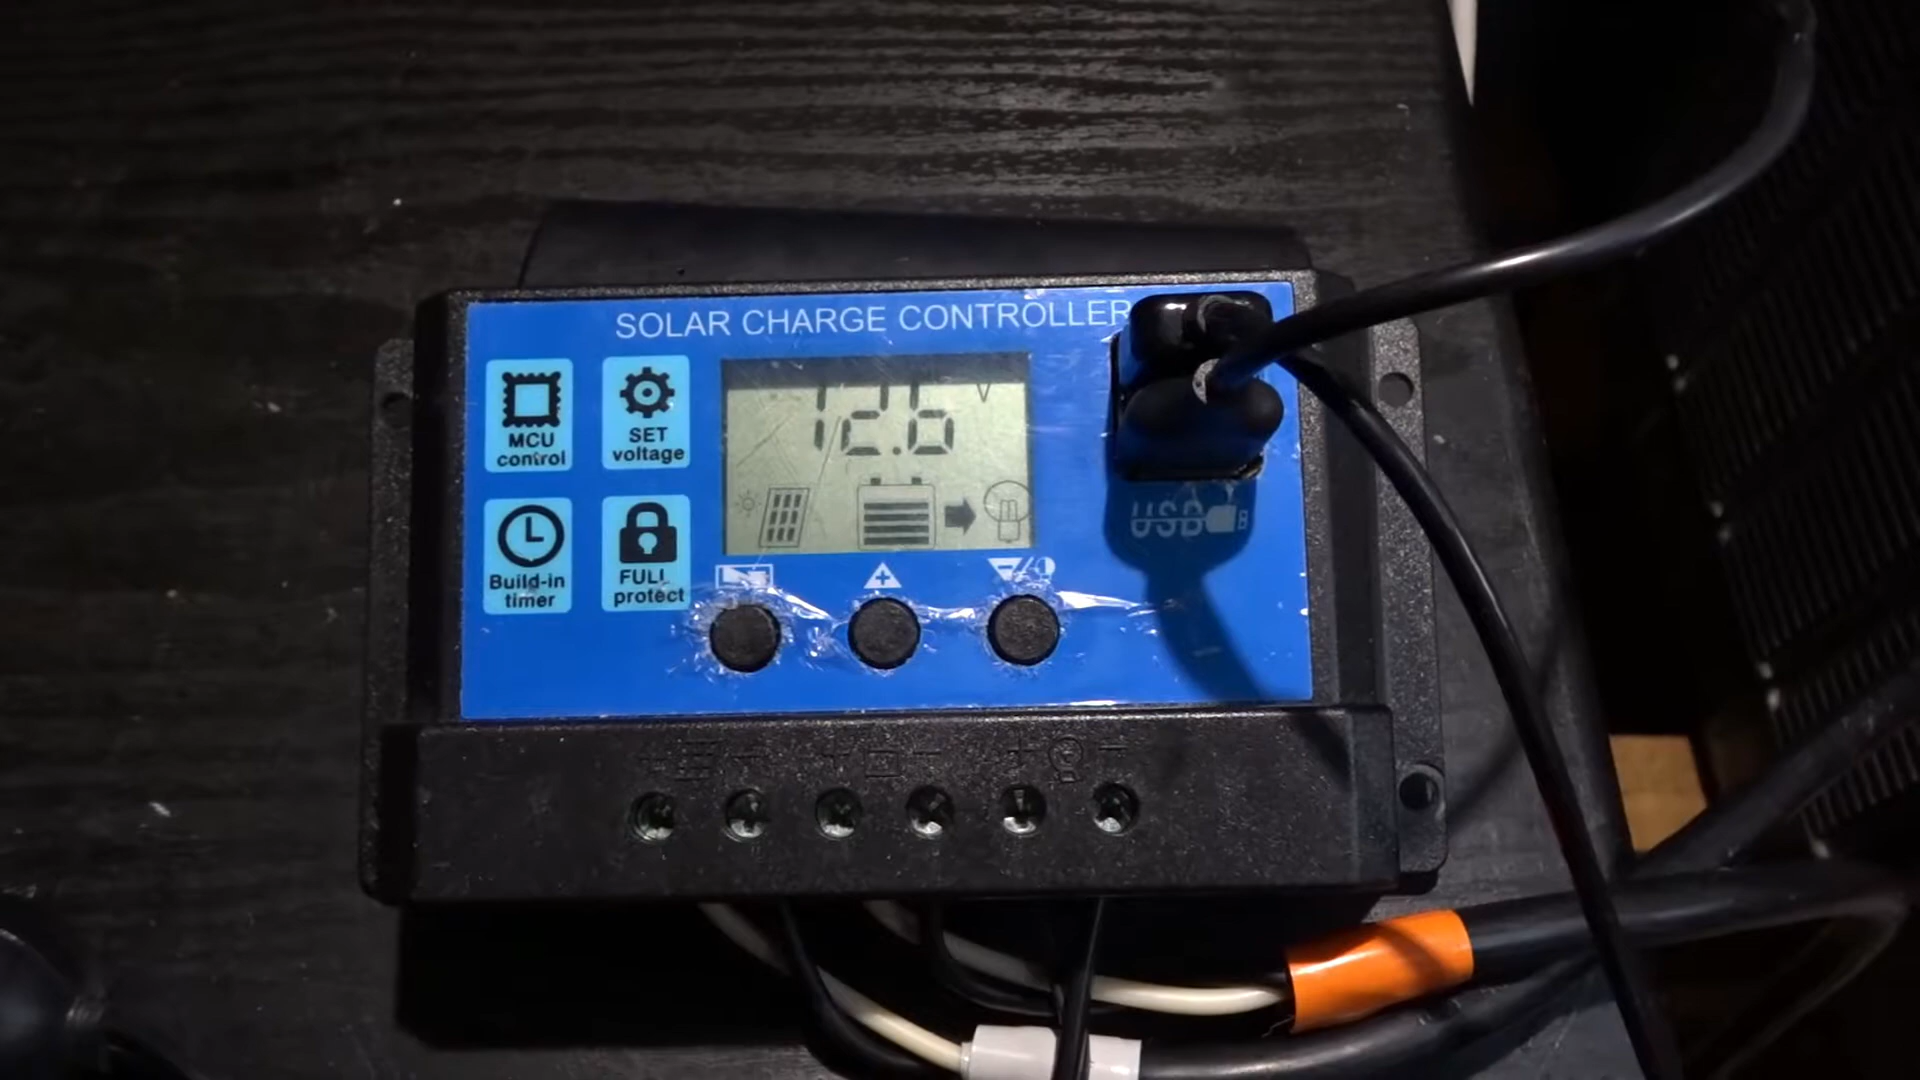 SOLAR CHARGE CONTROLLER
MCU
control
SET
voltage
12.6 V
Build-in
timer
FULL
protect
USB
+ - + - + -